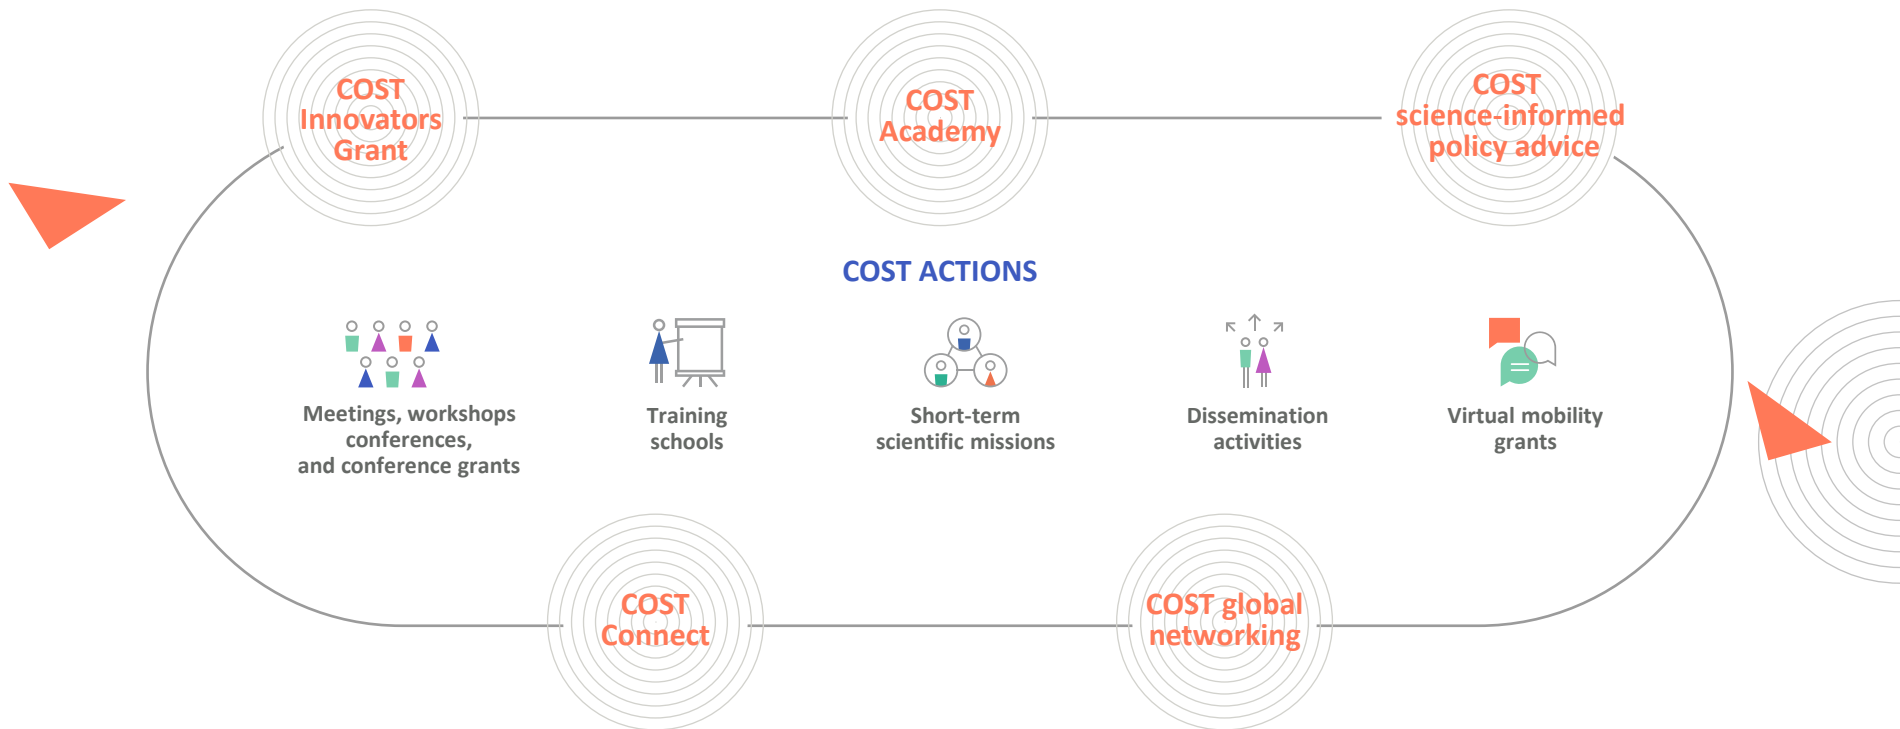 COST
Innovators
Grant
COST
Academy
COST
science-informed
policy advice
COST ACTIONS
Meetings, workshops
conferences,
and conference grants
Training
schools
Short-term
scientific missions
Dissemination
activities
Virtual mobility
grants
COST
Connect
COST global
networking